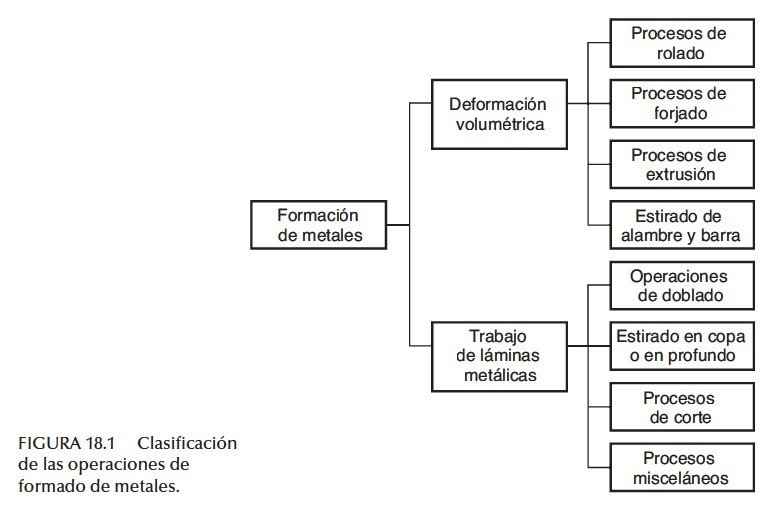 Procesos de
rolado
Procesos de
forjado
Deformación
volumétrica
Procesos de
extrusión
Estirado de
alambre y barra
Formación
de metales
Operaciones
de doblado
Trabajo
de láminas
metálicas
Estirado en copa
o en profundo
Procesos
de corte
Procesos
misceláneos
FIGURA 18.1 Clasificación
de las operaciones de
formado de metales.